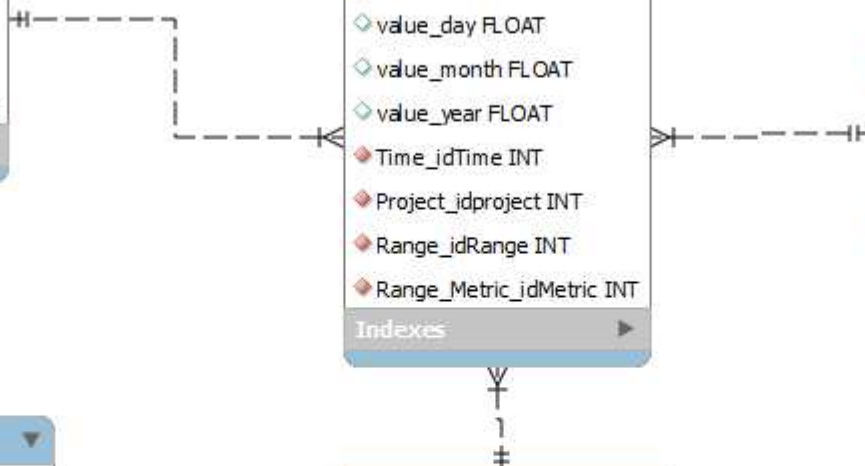 value_day FLOAT
value_month FLOAT
value_year FLOAT
Time_idTime INT
Project_idproject INT
Range_idRange INT
Range_Metric_idMetric INT
Indexes